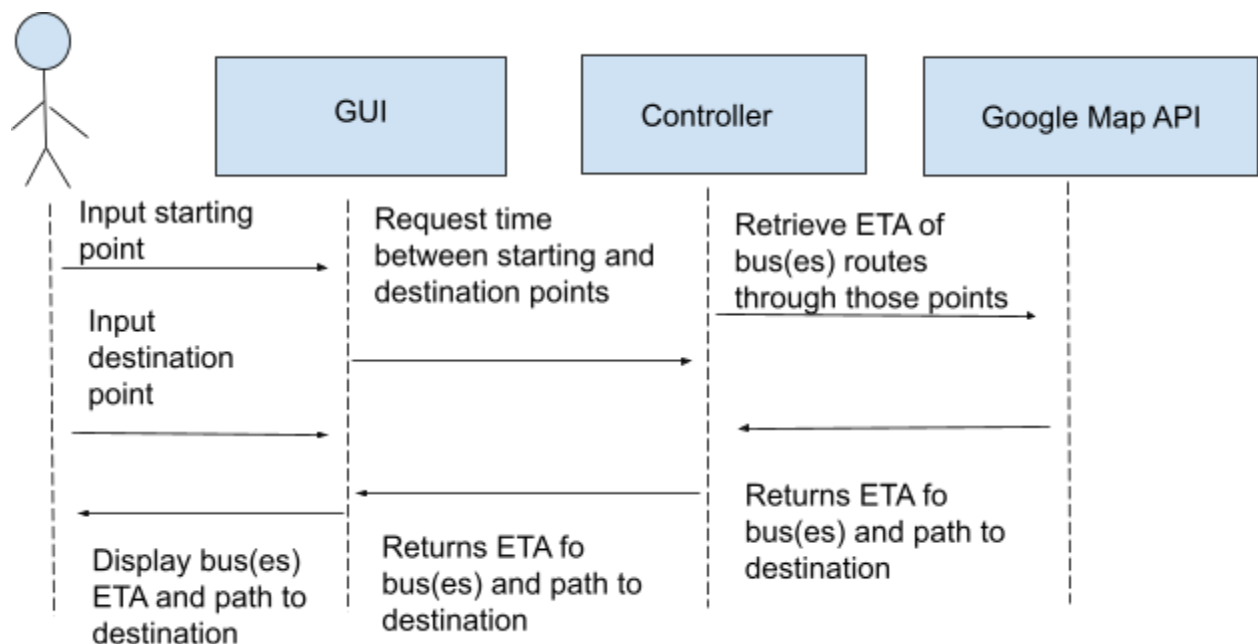 GUI
Controller
Google Map API
Input starting
point
Request time
between starting and
destination points
Retrieve ETA of
bus(es) routes
through those points
Input
destination
point
Returns ETA fo
bus(es) and path to
destination
Returns ETA fo
bus(es) and path to
destination
Display bus(es)
ETA and path to
destination